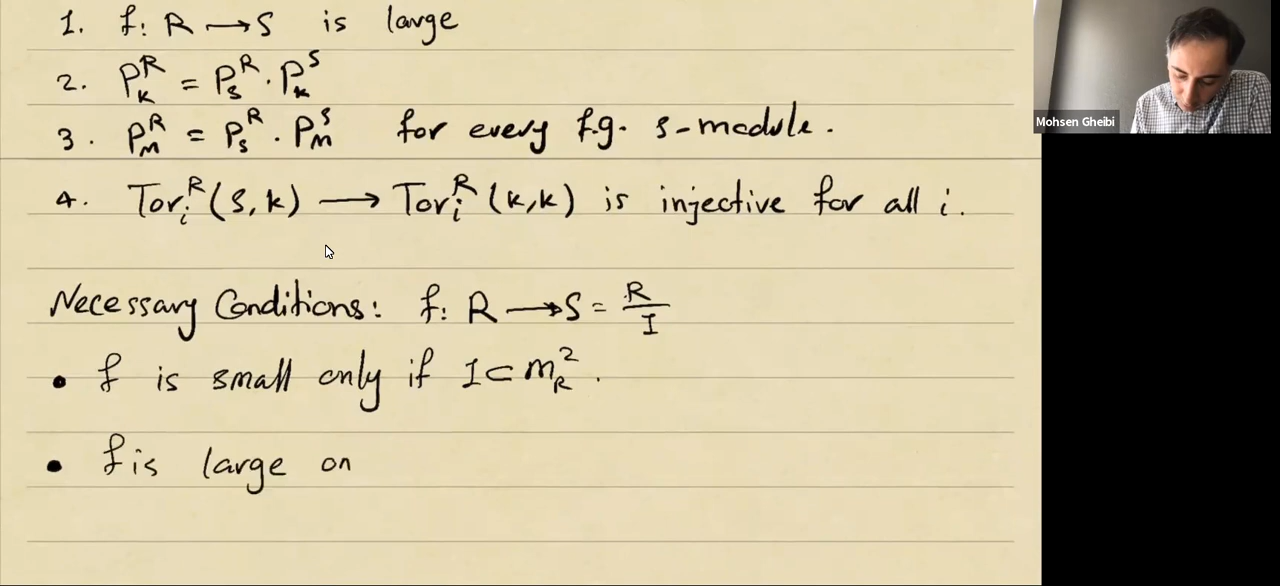 1. f: R → S is large
2. P_k^R = P_S^R · P_k^S
3. P_M^R = P_S^R · P_M^S for every f.g. S-module.
4. Tor_i^R(S,k) → Tor_i^R(k,k) is injective for all i.
Necessary Conditions: f: R ↠ S = R/I
• f is small only if I ⊂ m_R^2.
• f is large on
Mohsen Gheibi